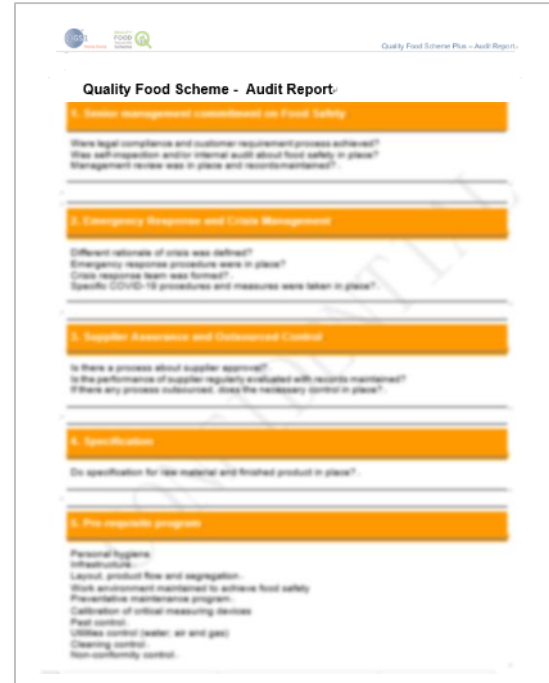 GS1
FOOD
Quality Food Scheme Plus – Audit Report
Quality Food Scheme - Audit Report
1. Senior management commitment on Food Safety
Were legal compliance and customer requirement process achieved?
Was self-inspection and/or internal audit about food safety in place?
Management review was in place and records maintained?
2. Emergency Response and Crisis Management
Different rationale of crisis was defined?
Emergency response procedure were in place?
Crisis response team was formed?
Specific COVID-19 procedures and measures were taken in place?
3. Supplier Assurance and Outsourced Control
Is there a process about supplier approval?
Is the performance of supplier regularly evaluated with records maintained?
If there any process outsourced, does the necessary control in place?
4. Specification
Do specification for raw material and finished product in place?
5. Pre-requisite program
Personal hygiene
Infrastructure
Layout, product flow and segregation
Work environment maintained to achieve food safety
Preventative maintenance program
Calibration of critical measuring devices
Pest control
Utilities control (water, air and gas)
Cleaning control
Non-conformity control
CONFIDENTIAL